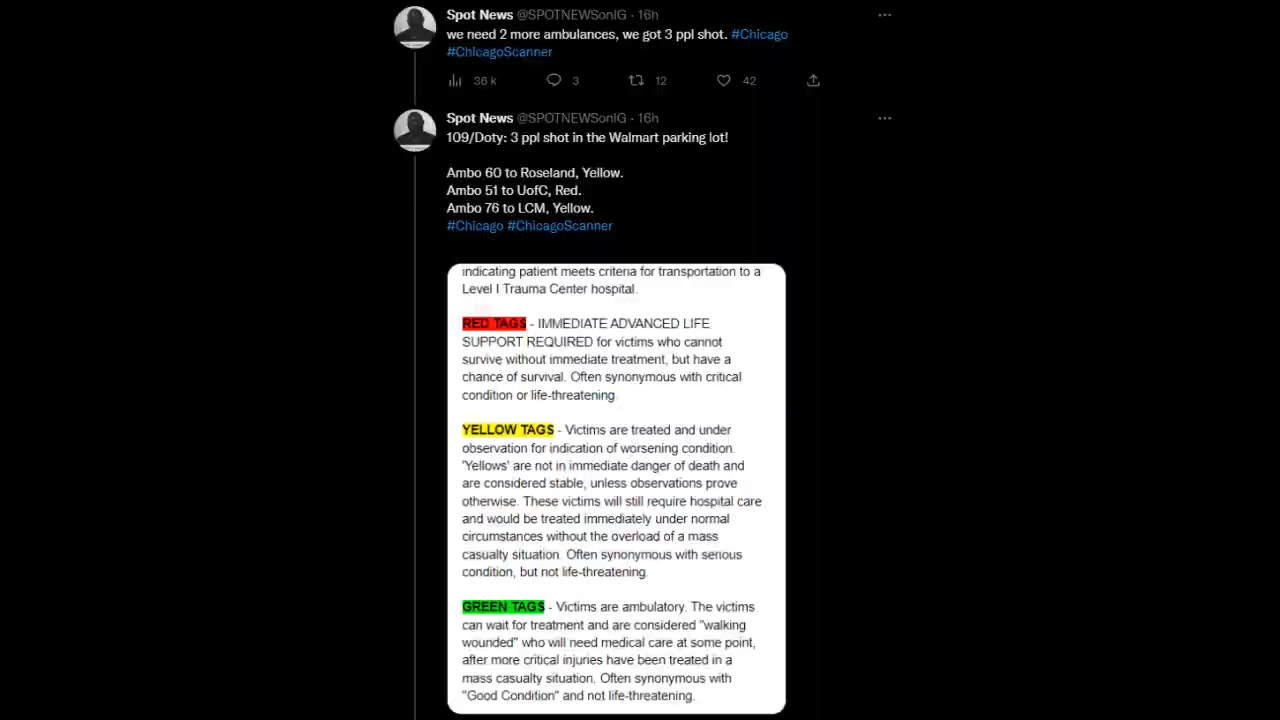 Spot News @SPOTNEWSonIG · 16h
we need 2 more ambulances, we got 3 ppl shot. #Chicago
#ChicagoScanner
36 k 3 12 42
Spot News @SPOTNEWSonIG · 16h
109/Doty: 3 ppl shot in the Walmart parking lot!
Ambo 60 to Roseland, Yellow.
Ambo 51 to UofC, Red.
Ambo 76 to LCM, Yellow.
#Chicago #ChicagoScanner
indicating patient meets criteria for transportation to a
Level I Trauma Center hospital.
RED TAGS - IMMEDIATE ADVANCED LIFE
SUPPORT REQUIRED for victims who cannot
survive without immediate treatment, but have a
chance of survival. Often synonymous with critical
condition or life-threatening.
YELLOW TAGS - Victims are treated and under
observation for indication of worsening condition.
'Yellows' are not in immediate danger of death and
are considered stable, unless observations prove
otherwise. These victims will still require hospital care
and would be treated immediately under normal
circumstances without the overload of a mass
casualty situation. Often synonymous with serious
condition, but not life-threatening.
GREEN TAGS - Victims are ambulatory. The victims
can wait for treatment and are considered "walking
wounded" who will need medical care at some point,
after more critical injuries have been treated in a
mass casualty situation. Often synonymous with
"Good Condition" and not life-threatening.